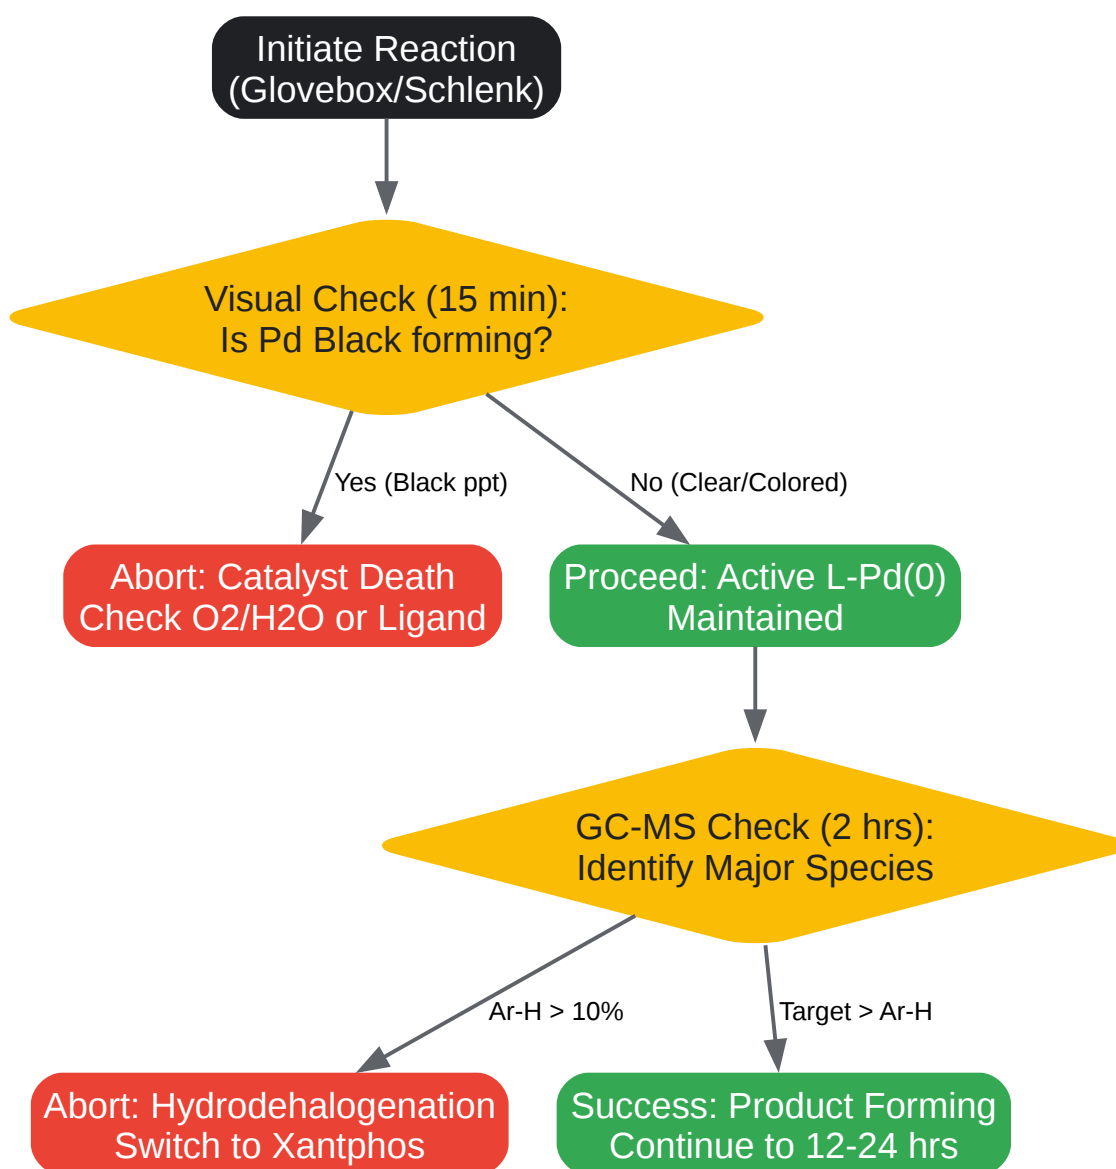 Initiate Reaction
(Glovebox/Schlenk)
Visual Check (15 min):
Is Pd Black forming?
Yes (Black ppt)
No (Clear/Colored)
Abort: Catalyst Death
Check O2/H2O or Ligand
Proceed: Active L-Pd(0)
Maintained
GC-MS Check (2 hrs):
Identify Major Species
Ar-H > 10%
Target > Ar-H
Abort: Hydrodehalogenation
Switch to Xantphos
Success: Product Forming
Continue to 12-24 hrs